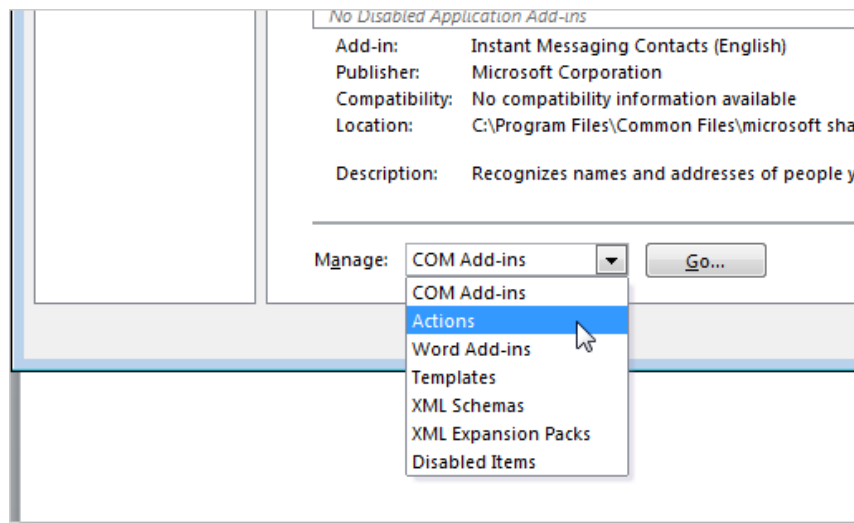 No Disabled Application Add-ins
Add-in: Instant Messaging Contacts (English)
Publisher: Microsoft Corporation
Compatibility: No compatibility information available
Location: C:\Program Files\Common Files\microsoft sha
Description: Recognizes names and addresses of people y
Manage: COM Add-ins Go...
COM Add-ins
Actions
Word Add-ins
Templates
XML Schemas
XML Expansion Packs
Disabled Items